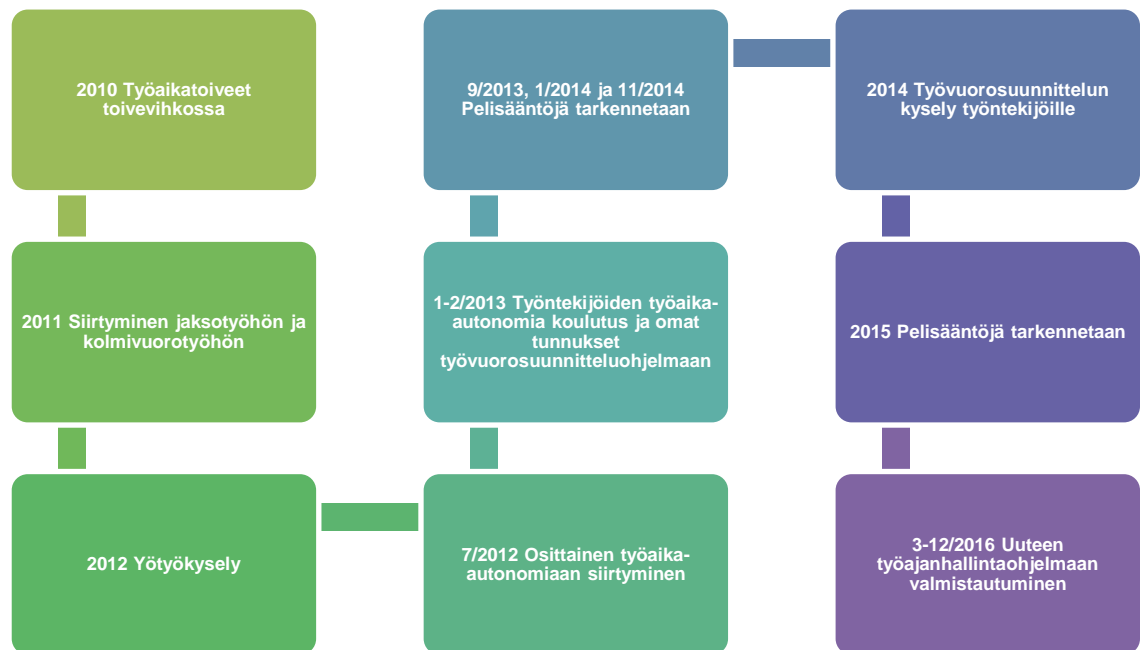 2010 Työaikatoiveet
toivevihkossa
2011 Siirtyminen jaksotyöhön ja
kolmivuorotyöhön
2012 Yötyökysely
7/2012 Osittainen työaika-
autonomiaan siirtyminen
1-2/2013 Työntekijöiden työaika-
autonomia koulutus ja omat
tunnukset
työvuorosuunnitteluohjelmaan
9/2013, 1/2014 ja 11/2014
Pelisääntöjä tarkennetaan
2014 Työvuorosuunnittelun
kysely työntekijöille
2015 Pelisääntöjä tarkennetaan
3-12/2016 Uuteen
työajanhallintaohjelmaan
valmistautuminen